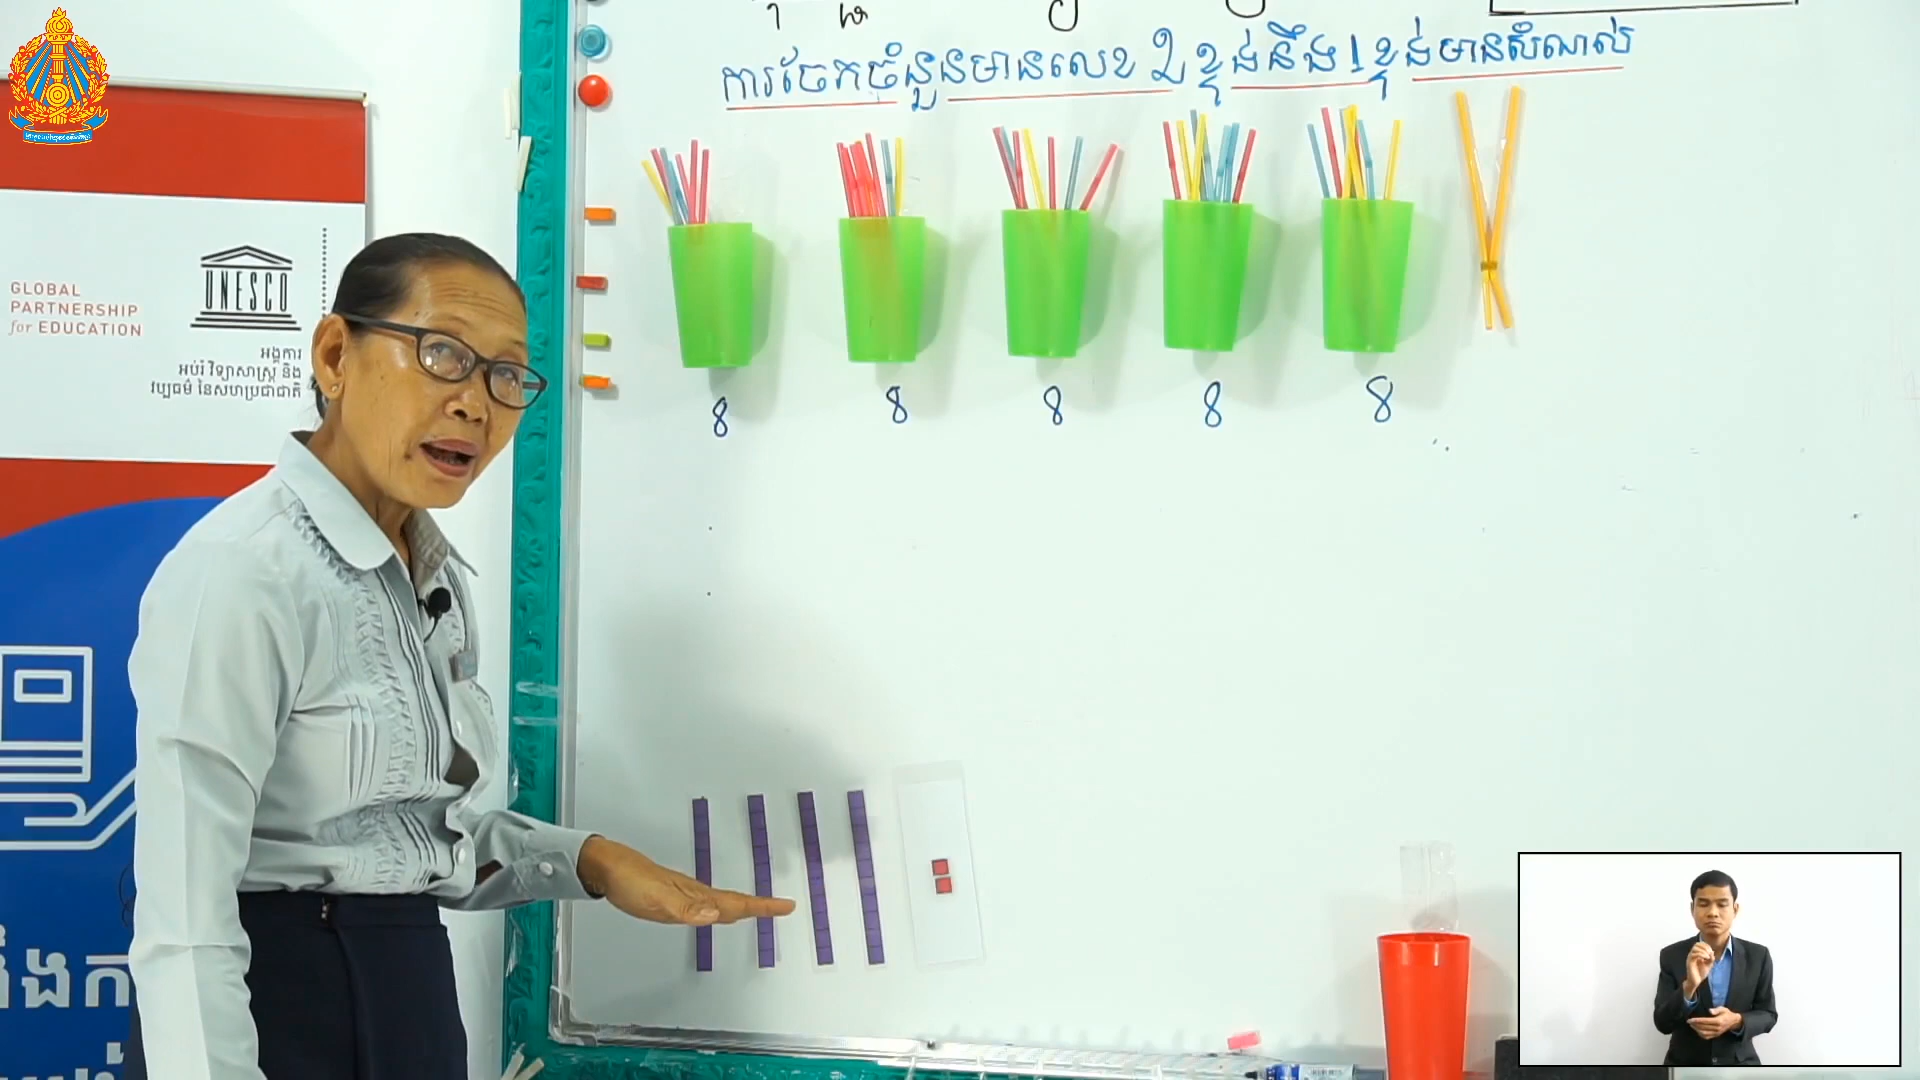 ការចែកចំនួនមានលេខ 2 ខ្ទង់នឹង 1 ខ្ទង់មានសំណល់
GLOBAL
PARTNERSHIP
for EDUCATION
UNESCO
អង្គការ
អប់រំ វិទ្យាសាស្ត្រ និង
វប្បធម៌ នៃសហប្រជាជាតិ
8 8 8 8 8